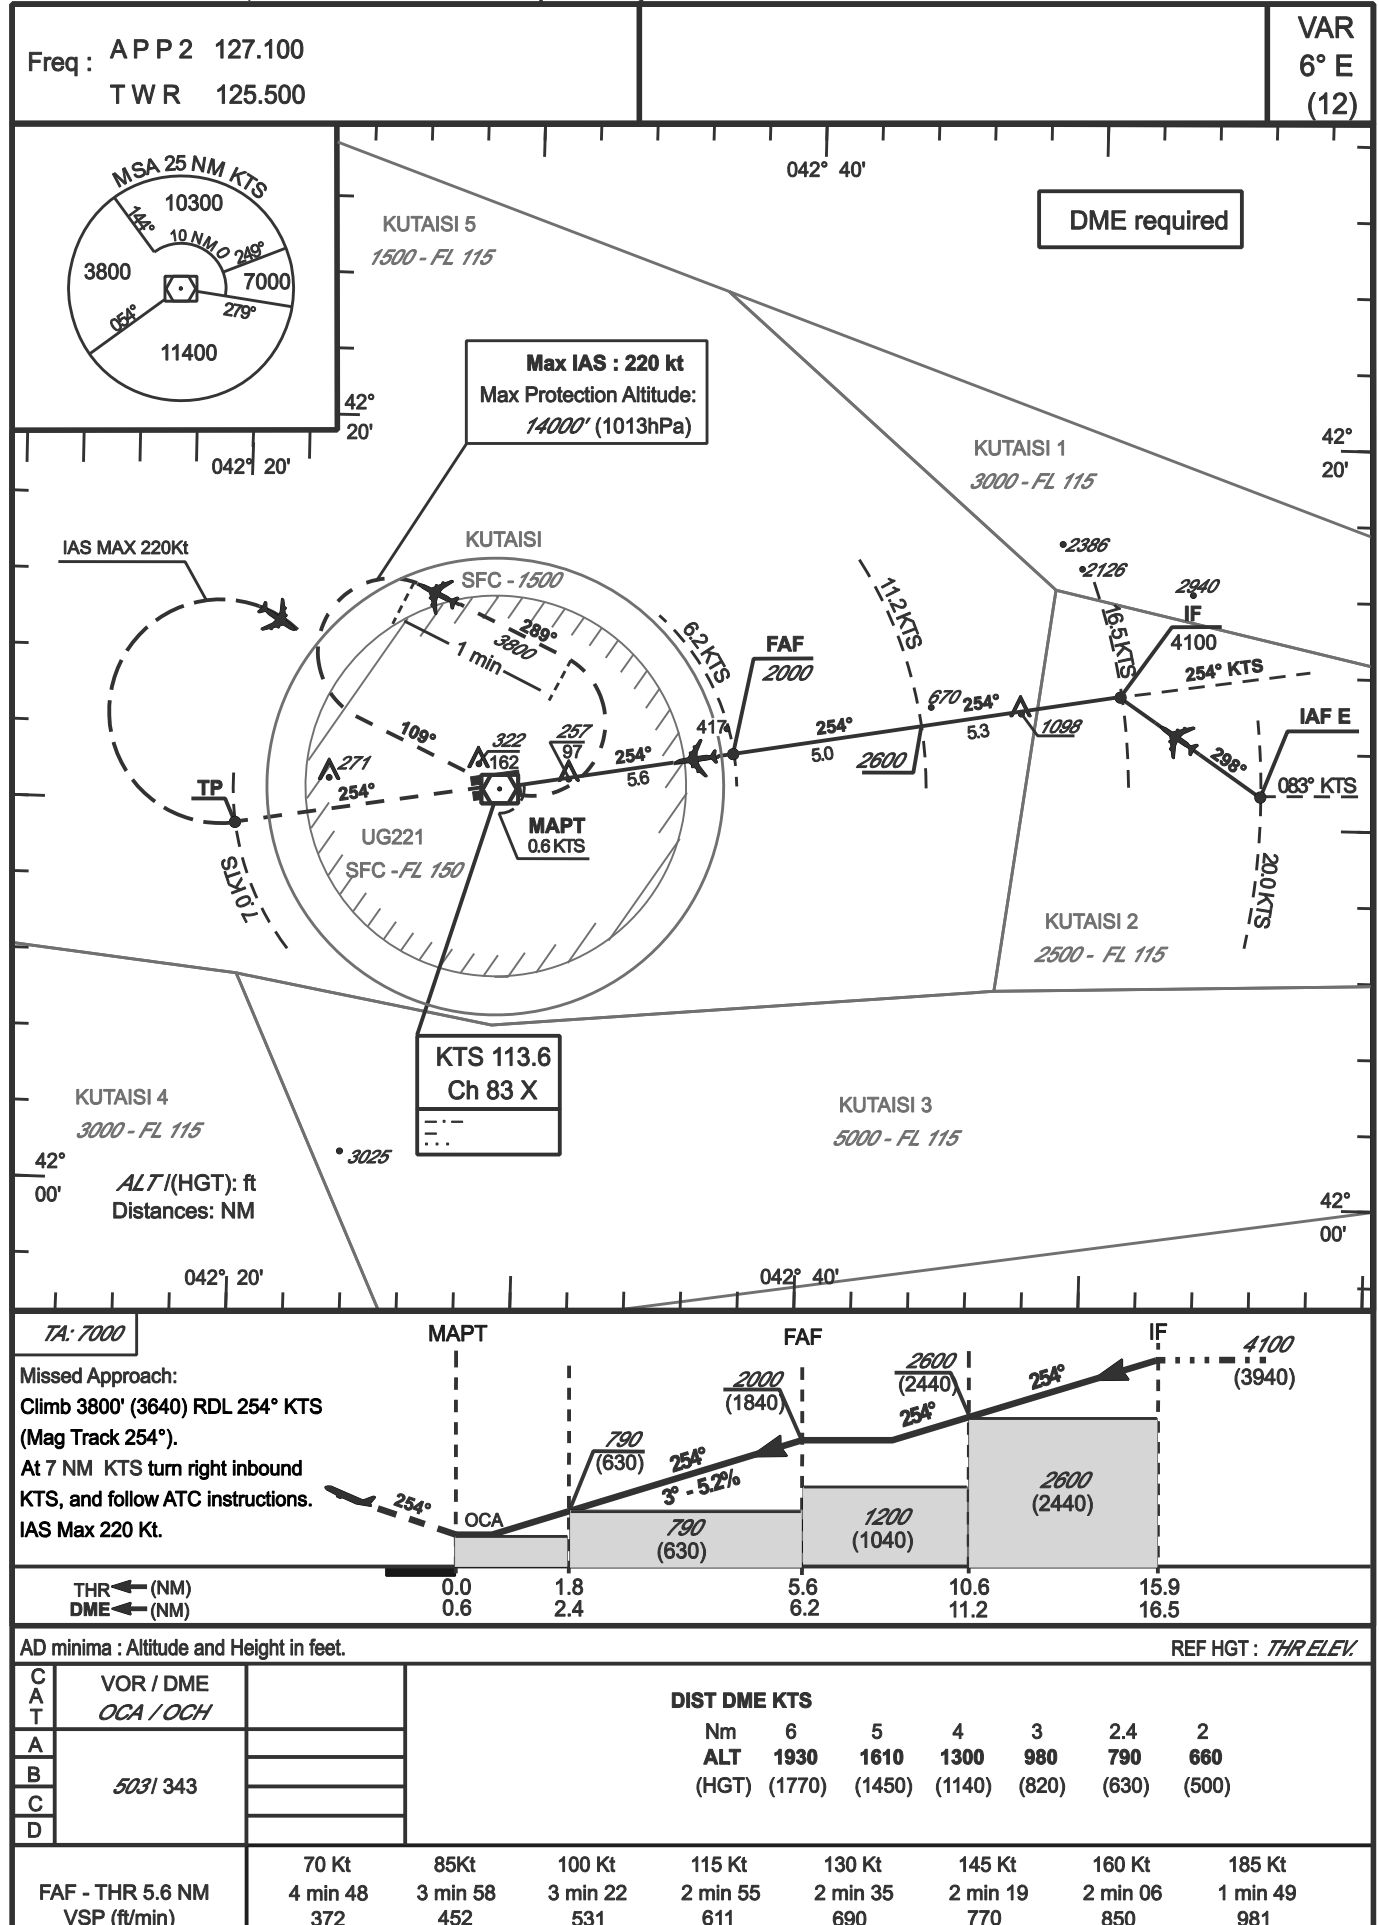 Freq : APP2 127.100
TWR 125.500
VAR
6° E
(12)
MSA 25 NM KTS
10300
144°
10 NM
249°
3800
7000
054°
279°
11400
042° 40'
DME required
KUTAISI 5
1500 - FL 115
Max IAS : 220 kt
Max Protection Altitude:
14000' (1013hPa)
42°
20'
042° 20'
KUTAISI 1
3000 - FL 115
42°
20'
IAS MAX 220Kt
KUTAISI
SFC - 1500
2386
2126
2940
IF
4100
11.2 KTS
16.5 KTS
6.2 KTS
289°
3800
1 min
FAF
2000
254° KTS
IAF E
109°
322
162
257
97
417
254°
5.6
254°
5.0
670
254°
5.3
1098
2600
298°
083° KTS
271
254°
TP
MAPT
0.6 KTS
UG221
SFC - FL 150
7.0 KTS
20.0 KTS
KUTAISI 2
2500 - FL 115
KTS 113.6
Ch 83 X
KUTAISI 4
3000 - FL 115
KUTAISI 3
5000 - FL 115
3025
42°
00'
ALT /(HGT): ft
Distances: NM
42°
00'
042° 20'
042° 40'
TA: 7000
MAPT
FAF
IF
Missed Approach:
Climb 3800' (3640) RDL 254° KTS
(Mag Track 254°).
At 7 NM KTS turn right inbound
KTS, and follow ATC instructions.
IAS Max 220 Kt.
254°
OCA
790
(630)
254°
3° - 5.2%
2000
(1840)
2600
(2440)
254°
254°
4100
(3940)
790
(630)
1200
(1040)
2600
(2440)
THR (NM) 0.0 1.8 5.6 10.6 15.9
DME (NM) 0.6 2.4 6.2 11.2 16.5
AD minima : Altitude and Height in feet.
REF HGT : THR ELEV.
CAT
VOR / DME
OCA / OCH
A
B
C
D
503/ 343
DIST DME KTS
Nm 6 5 4 3 2.4 2
ALT 1930 1610 1300 980 790 660
(HGT) (1770) (1450) (1140) (820) (630) (500)
70 Kt 85Kt 100 Kt 115 Kt 130 Kt 145 Kt 160 Kt 185 Kt
FAF - THR 5.6 NM 4 min 48 3 min 58 3 min 22 2 min 55 2 min 35 2 min 19 2 min 06 1 min 49
VSP (ft/min) 372 452 531 611 690 770 850 981